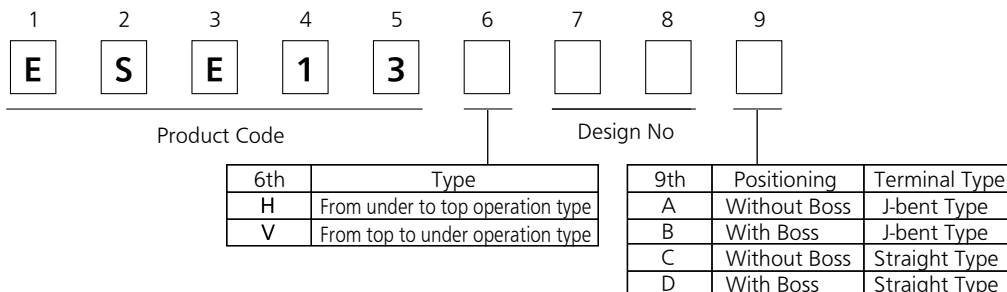 1 2 3 4 5 6 7 8 9
E S E 1 3
Product Code
Design No
6th Type
H From under to top operation type
V From top to under operation type
9th Positioning Terminal Type
A Without Boss J-bent Type
B With Boss J-bent Type
C Without Boss Straight Type
D With Boss Straight Type